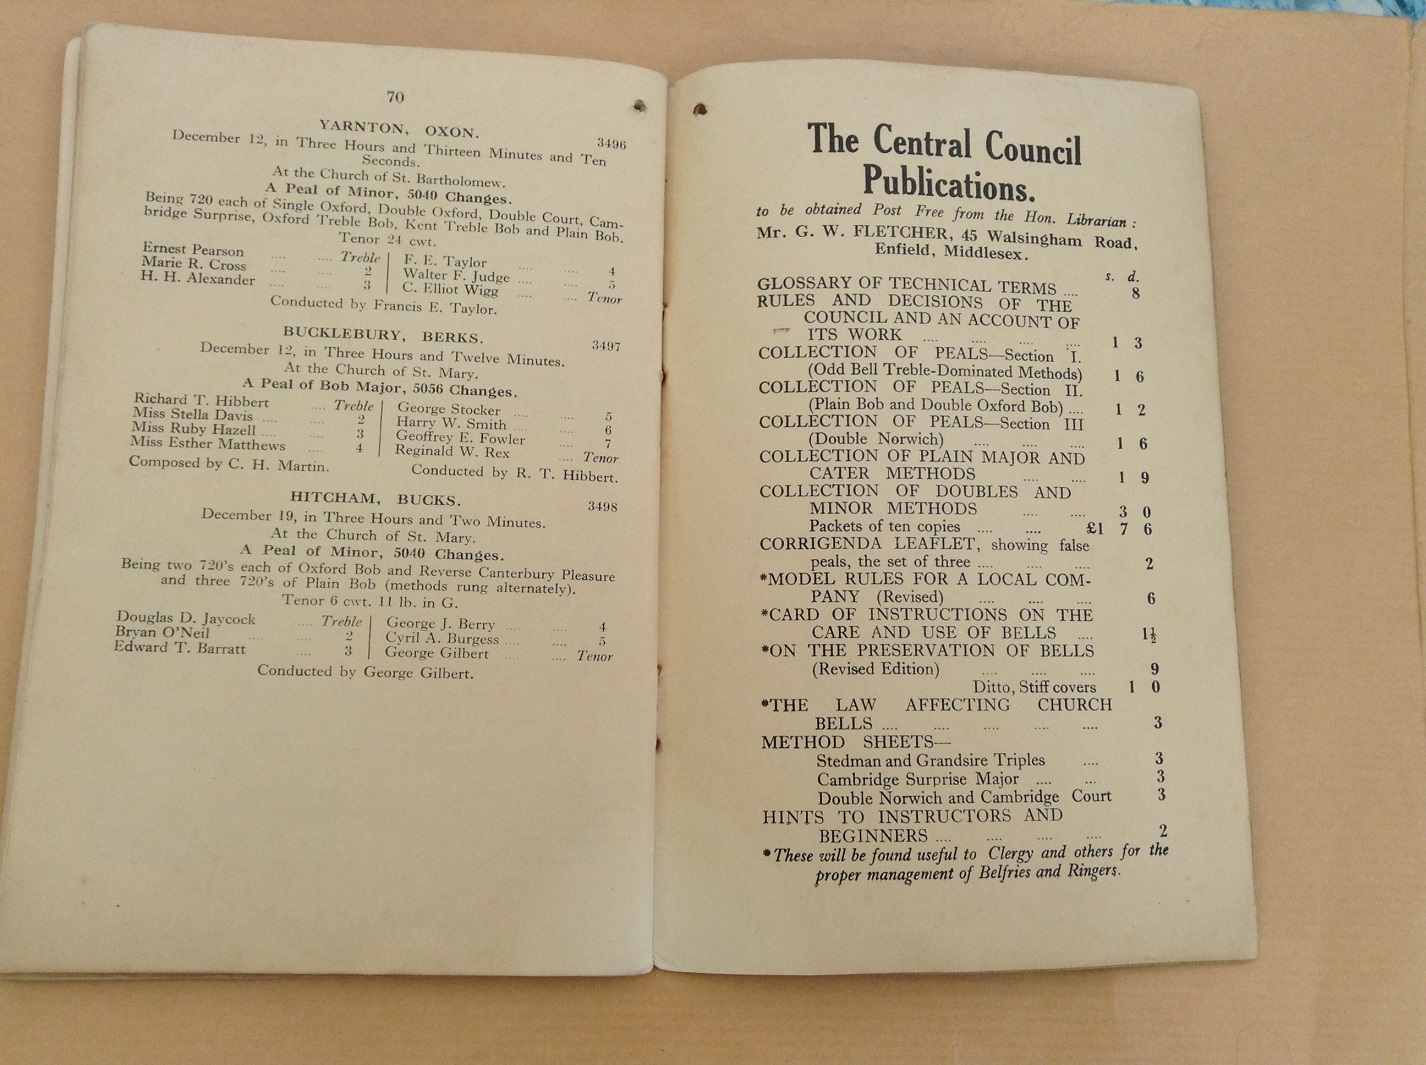 70
YARNTON, OXON.
3496
December 12, in Three Hours and Thirteen Minutes and Ten
Seconds.
At the Church of St. Bartholomew.
A Peal of Minor, 5040 Changes.
Being 720 each of Single Oxford, Double Oxford, Double Court, Cam-
bridge Surprise, Oxford Treble Bob, Kent Treble Bob and Plain Bob.
Tenor 24 cwt.
Ernest Pearson .... .... Treble
Marie R. Cross .... .... 2
H. H. Alexander .... .... 3
F. E. Taylor .... .... 4
Walter F. Judge .... .... 5
C. Elliot Wigg .... .... Tenor
Conducted by Francis E. Taylor.
BUCKLEBURY, BERKS.
3497
December 12, in Three Hours and Twelve Minutes.
At the Church of St. Mary.
A Peal of Bob Major, 5056 Changes.
Richard T. Hibbert .... Treble
Miss Stella Davis .... .... 2
Miss Ruby Hazell .... .... 3
Miss Esther Matthews .... 4
George Stocker .... .... 5
Harry W. Smith .... .... 6
Geoffrey E. Fowler .... 7
Reginald W. Rex .... Tenor
Composed by C. H. Martin.
Conducted by R. T. Hibbert.
HITCHAM, BUCKS.
3498
December 19, in Three Hours and Two Minutes.
At the Church of St. Mary.
A Peal of Minor, 5040 Changes.
Being two 720's each of Oxford Bob and Reverse Canterbury Pleasure
and three 720's of Plain Bob (methods rung alternately).
Tenor 6 cwt. 11 lb. in G.
Douglas D. Jaycock .... Treble
Bryan O'Neil .... .... 2
Edward T. Barratt .... 3
George J. Berry .... .... 4
Cyril A. Burgess .... .... 5
George Gilbert .... .... Tenor
Conducted by George Gilbert.
The Central Council
Publications.
to be obtained Post Free from the Hon. Librarian :
Mr. G. W. FLETCHER, 45 Walsingham Road,
Enfield, Middlesex.
s. d.
GLOSSARY OF TECHNICAL TERMS .... 8
RULES AND DECISIONS OF THE
COUNCIL AND AN ACCOUNT OF
ITS WORK .... .... .... .... 1 3
COLLECTION OF PEALS—Section I.
(Odd Bell Treble-Dominated Methods) 1 6
COLLECTION OF PEALS—Section II.
(Plain Bob and Double Oxford Bob) .... 1 2
COLLECTION OF PEALS—Section III
(Double Norwich) .... .... .... 1 6
COLLECTION OF PLAIN MAJOR AND
CATER METHODS .... .... 1 9
COLLECTION OF DOUBLES AND
MINOR METHODS .... .... 3 0
Packets of ten copies .... .... £1 7 6
CORRIGENDA LEAFLET, showing false
peals, the set of three .... .... .... 2
*MODEL RULES FOR A LOCAL COM-
PANY (Revised) .... .... .... 6
*CARD OF INSTRUCTIONS ON THE
CARE AND USE OF BELLS .... 1½
*ON THE PRESERVATION OF BELLS
(Revised Edition) .... .... .... 9
Ditto, Stiff covers 1 0
*THE LAW AFFECTING CHURCH
BELLS .... .... .... .... .... 3
METHOD SHEETS—
Stedman and Grandsire Triples .... 3
Cambridge Surprise Major .... ... 3
Double Norwich and Cambridge Court 3
HINTS TO INSTRUCTORS AND
BEGINNERS .... .... .... .... 2
*These will be found useful to Clergy and others for the
proper management of Belfries and Ringers.